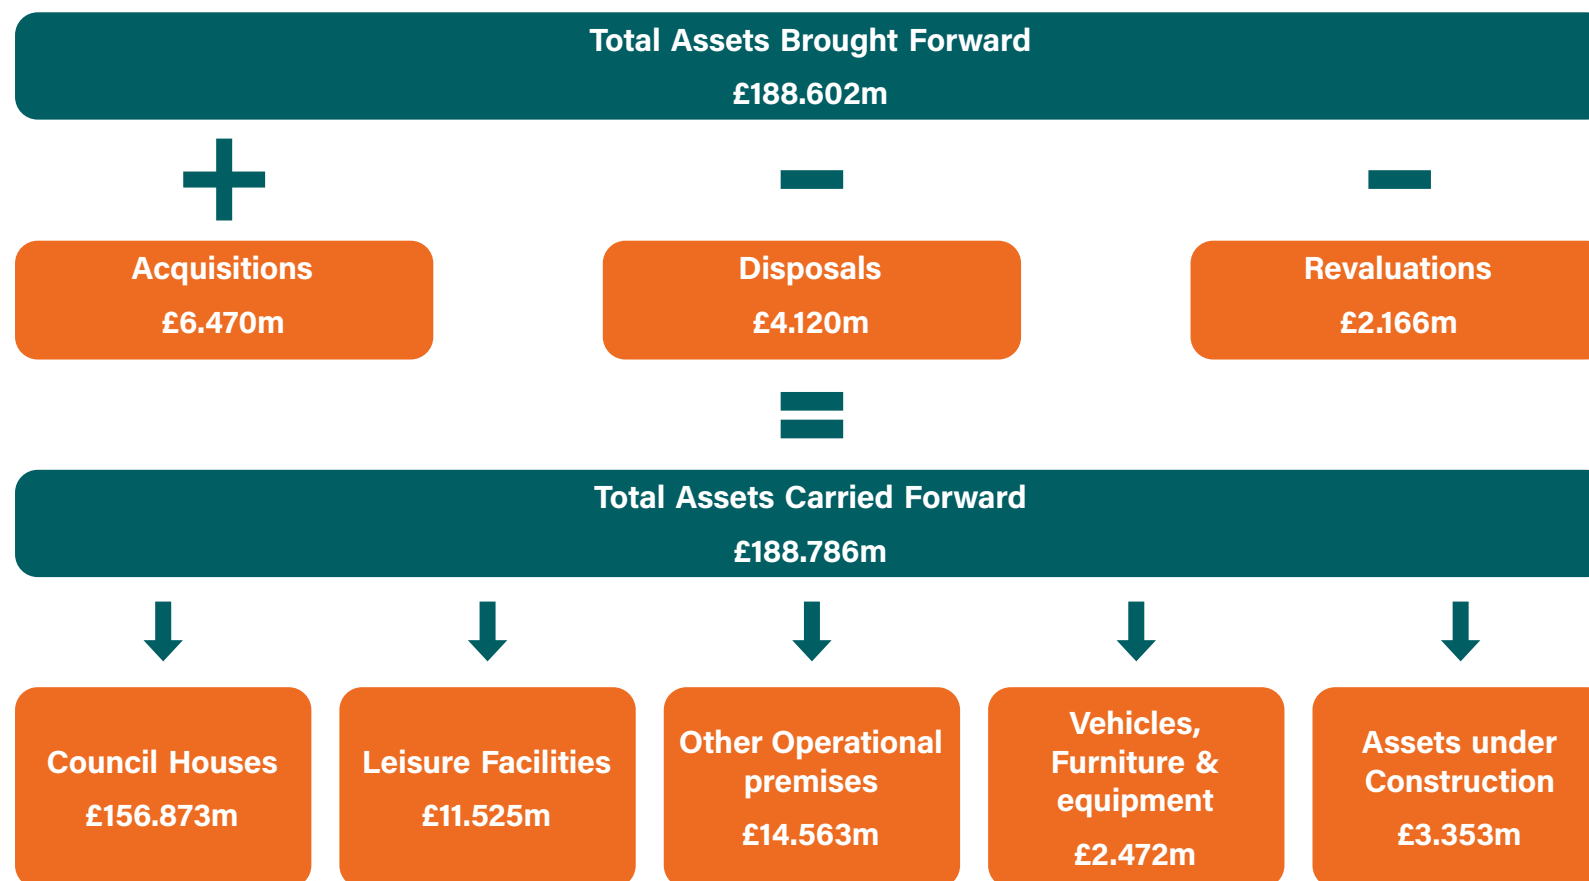 Total Assets Brought Forward
£188.602m
Acquisitions
£6.470m
Disposals
£4.120m
Revaluations
£2.166m
Total Assets Carried Forward
£188.786m
Council Houses
£156.873m
Leisure Facilities
£11.525m
Other Operational
premises
£14.563m
Vehicles,
Furniture &
equipment
£2.472m
Assets under
Construction
£3.353m